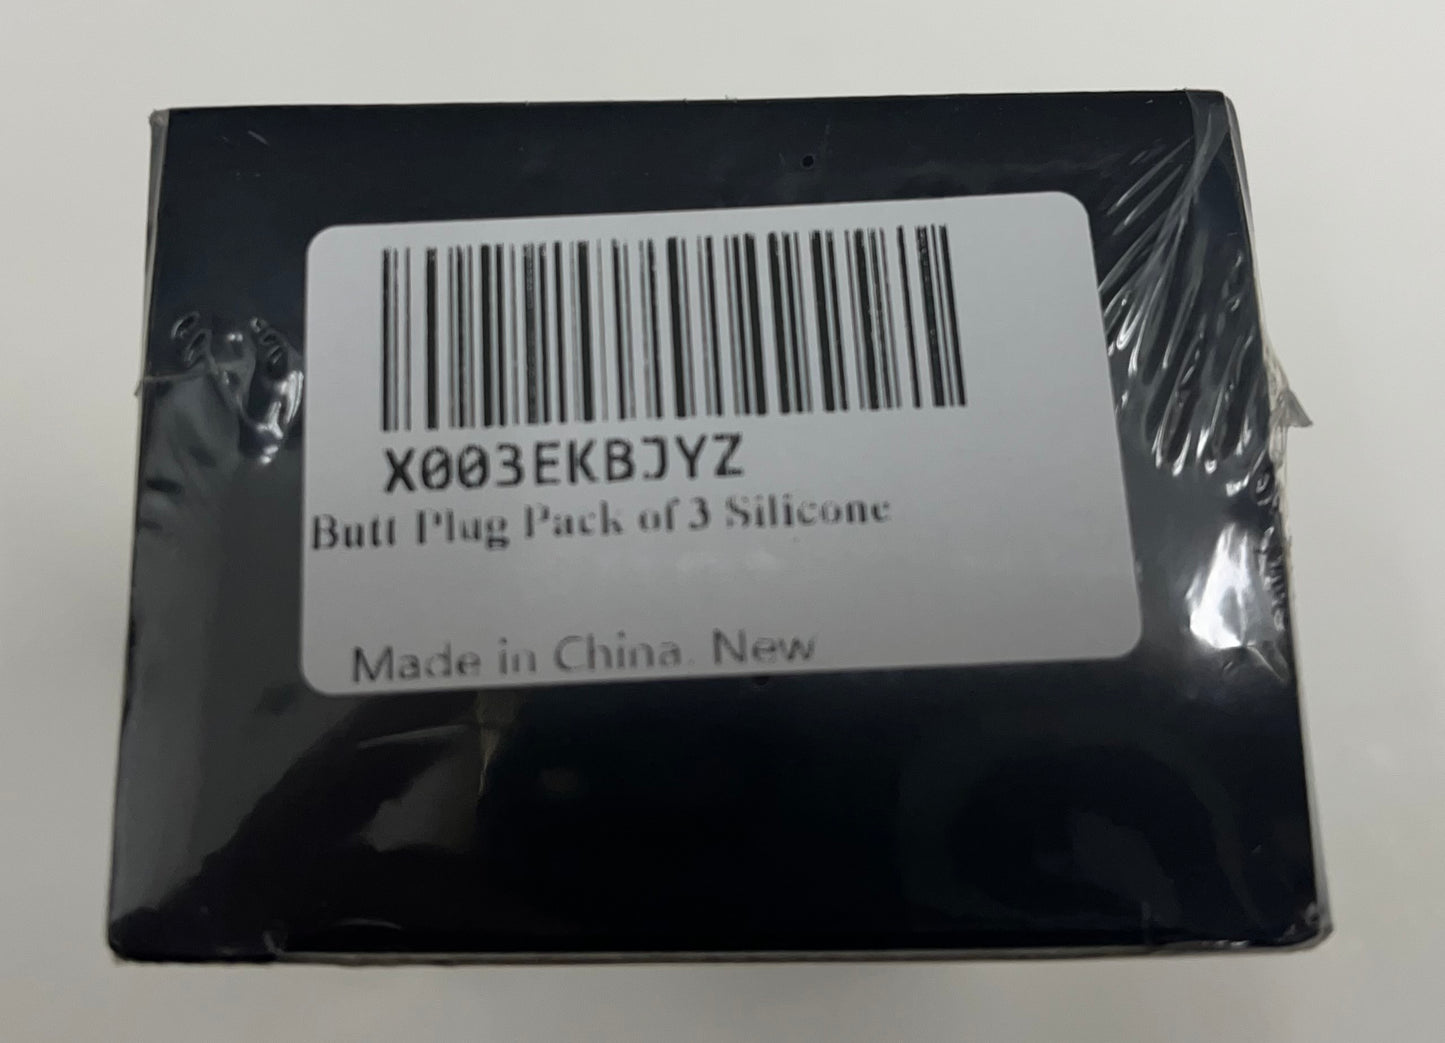 X003EKBJYZ
Butt Plug Pack of 3 Silicone
Made in China. New